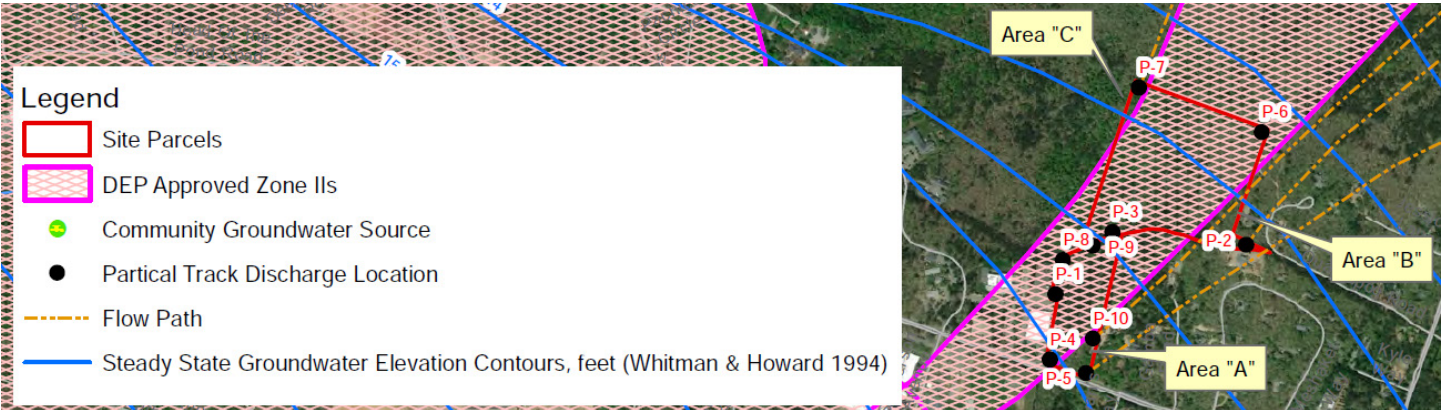 14
15
Legend
Site Parcels
DEP Approved Zone IIs
Community Groundwater Source
Partical Track Discharge Location
Flow Path
Steady State Groundwater Elevation Contours, feet (Whitman & Howard 1994)
Area "C"
P-7
P-6
P-3
P-8
P-9
P-2
Area "B"
P-1
P-10
P-4
Area "A"
P-5